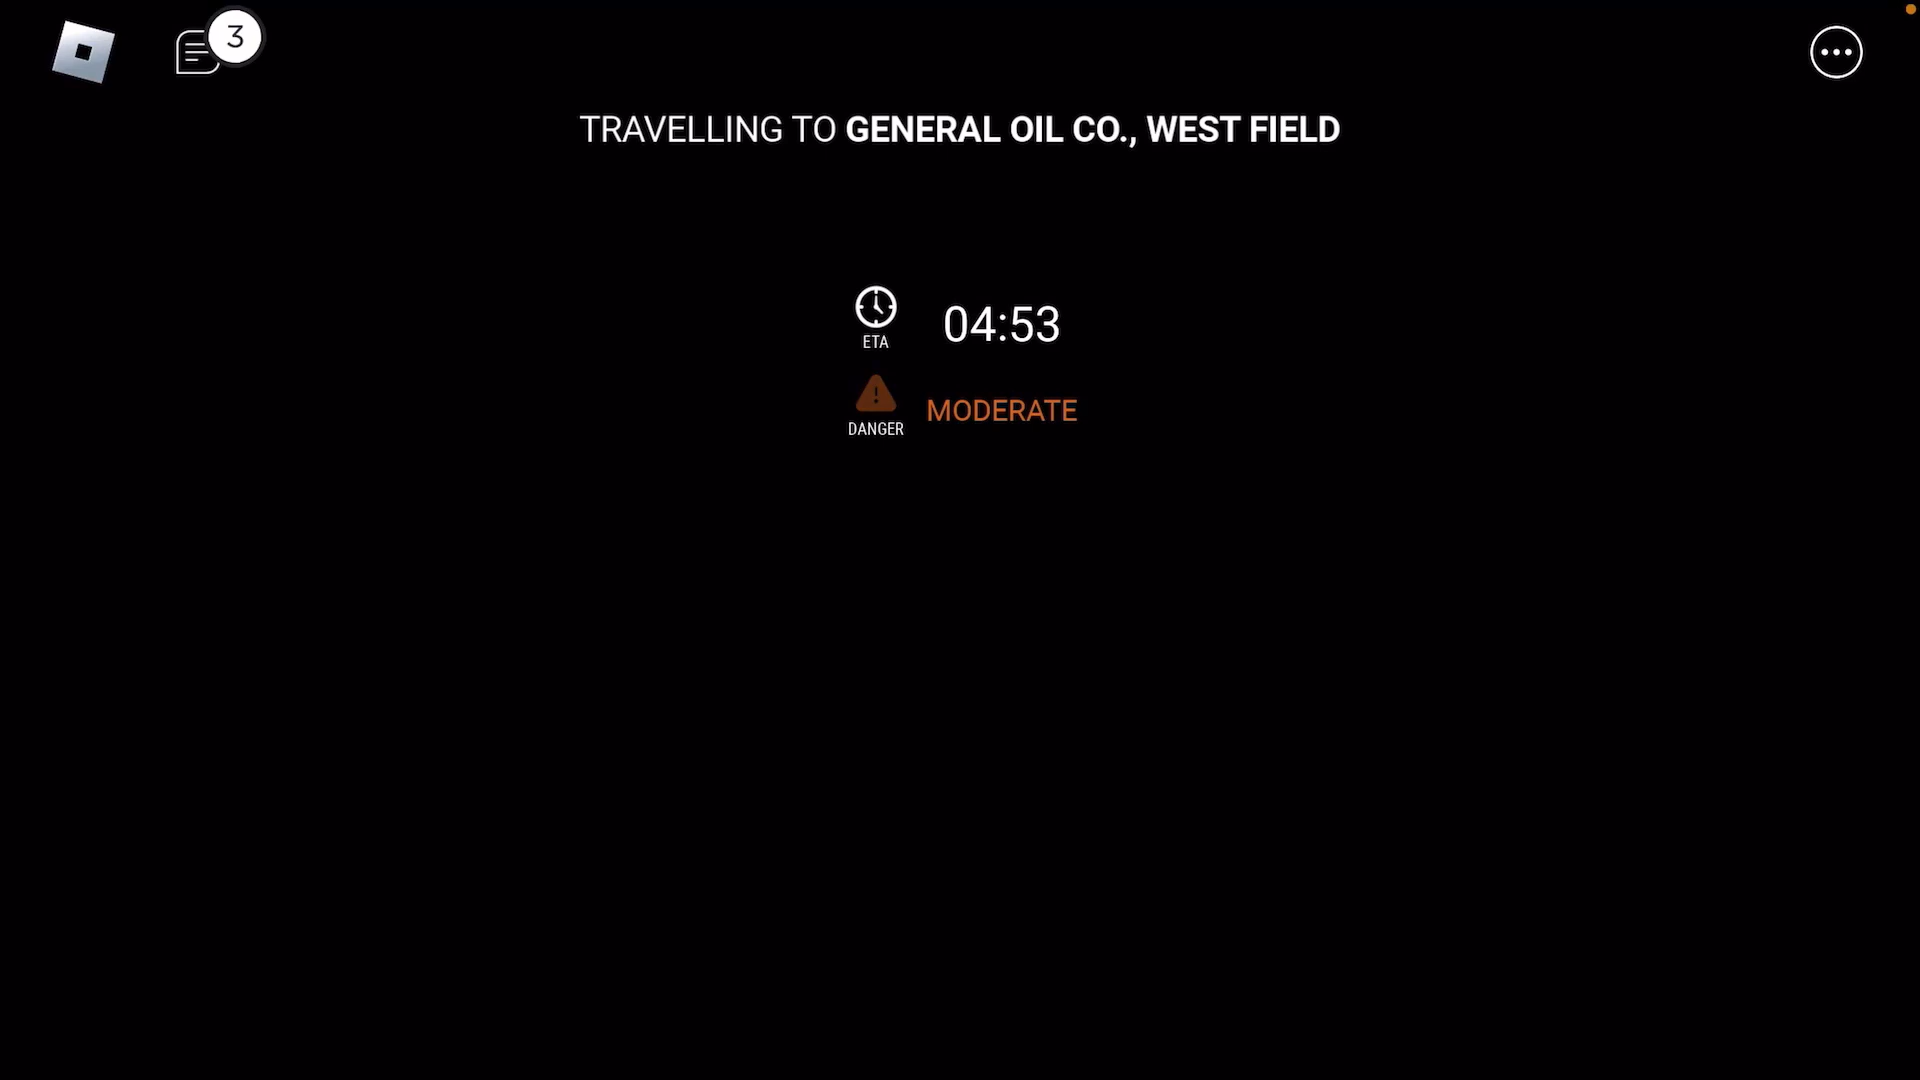 3
TRAVELLING TO GENERAL OIL CO., WEST FIELD
04:53
ETA
MODERATE
DANGER